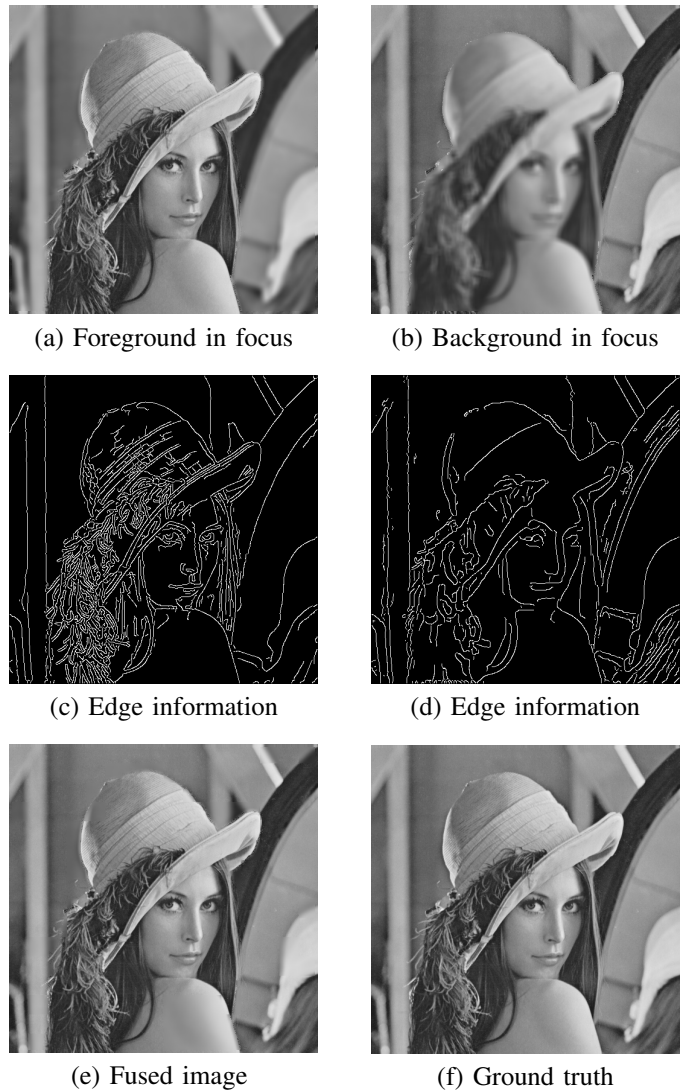 (a) Foreground in focus
(b) Background in focus
(c) Edge information
(d) Edge information
(e) Fused image
(f) Ground truth